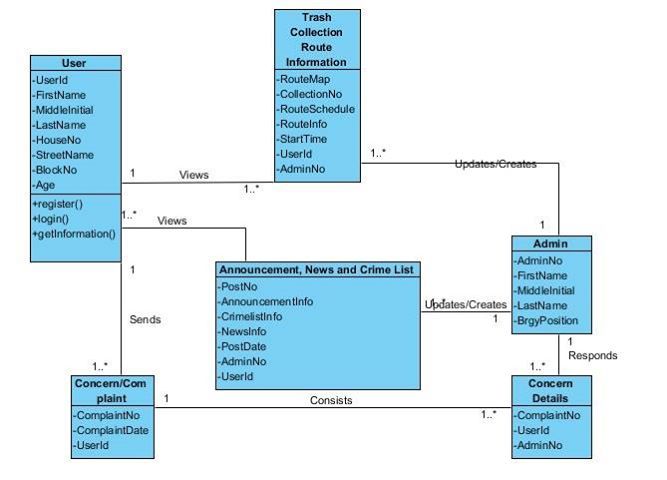 Trash
Collection
Route
Information
-RouteMap
-CollectionNo
-RouteSchedule
-RouteInfo
-StartTime
-UserId
-AdminNo
User
-UserId
-FirstName
-MiddleInitial
-LastName
-HouseNo
-StreetName
-BlockNo
-Age
+register()
+login()
+getInformation()
1
Views
1..*
1..*
Updates/Creates
1
1..*
Views
Admin
-AdminNo
-FirstName
-MiddleInitial
-LastName
-BrgyPosition
Announcement, News and Crime List
-PostNo
-AnnouncementInfo
-CrimelistInfo
-NewsInfo
-PostDate
-AdminNo
-UserId
Updates/Creates
1
1
Sends
1..*
1
Responds
1..*
Concern/Com
plaint
-ComplaintNo
-ComplaintDate
-UserId
1
Consists
1..*
Concern
Details
-ComplaintNo
-UserId
-AdminNo